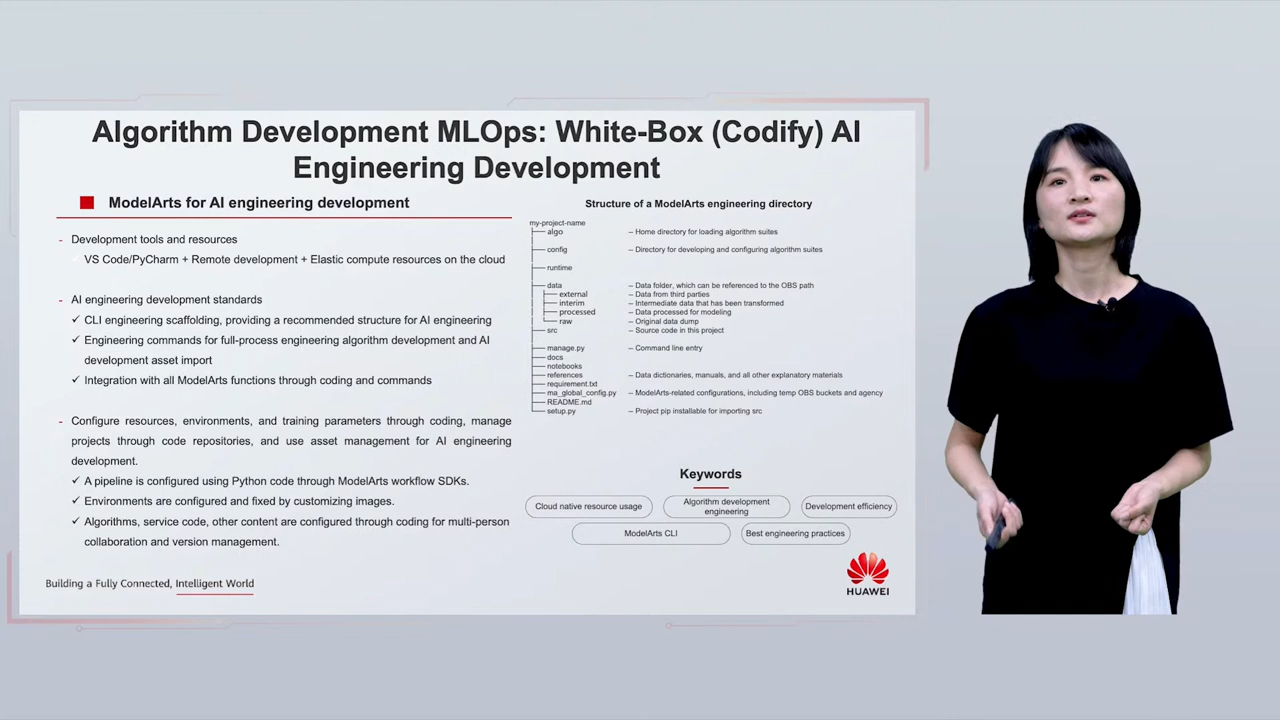 Algorithm Development MLOps: White-Box (Codify) AI
Engineering Development
ModelArts for AI engineering development
- Development tools and resources
VS Code/PyCharm + Remote development + Elastic compute resources on the cloud
- AI engineering development standards
✓ CLI engineering scaffolding, providing a recommended structure for AI engineering
✓ Engineering commands for full-process engineering algorithm development and AI
development asset import
✓ Integration with all ModelArts functions through coding and commands
- Configure resources, environments, and training parameters through coding, manage
projects through code repositories, and use asset management for AI engineering
development.
✓ A pipeline is configured using Python code through ModelArts workflow SDKs.
✓ Environments are configured and fixed by customizing images.
✓ Algorithms, service code, other content are configured through coding for multi-person
collaboration and version management.
Structure of a ModelArts engineering directory
my-project-name
├── algo – Home directory for loading algorithm suites
├── config – Directory for developing and configuring algorithm suites
├── runtime
├── data – Data folder, which can be referenced to the OBS path
│ ├── external – Data from third parties
│ ├── interim – Intermediate data that has been transformed
│ ├── processed – Data processed for modeling
│ └── raw – Original data dump
├── src – Source code in this project
├── manage.py – Command line entry
├── docs
├── notebooks
├── references – Data dictionaries, manuals, and all other explanatory materials
├── requirement.txt
├── ma_global_config.py – ModelArts-related configurations, including temp OBS buckets and agency
├── README.md
└── setup.py – Project pip installable for importing src
Keywords
Cloud native resource usage
Algorithm development
engineering
Development efficiency
ModelArts CLI
Best engineering practices
Building a Fully Connected, Intelligent World
HUAWEI